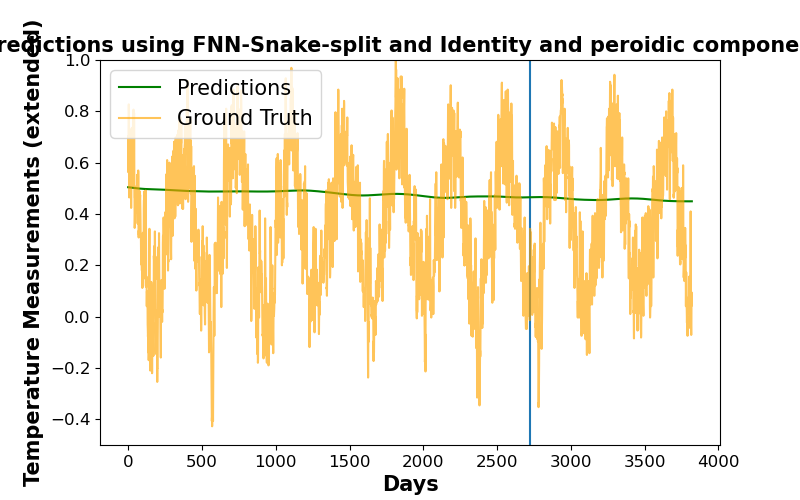 redictions using FNN-Snake-split and Identity and peroidic compone
Temperature Measurements (extended)
Predictions
Ground Truth
1.0
0.8
0.6
0.4
0.2
0.0
−0.2
−0.4
0 500 1000 1500 2000 2500 3000 3500 4000
Days